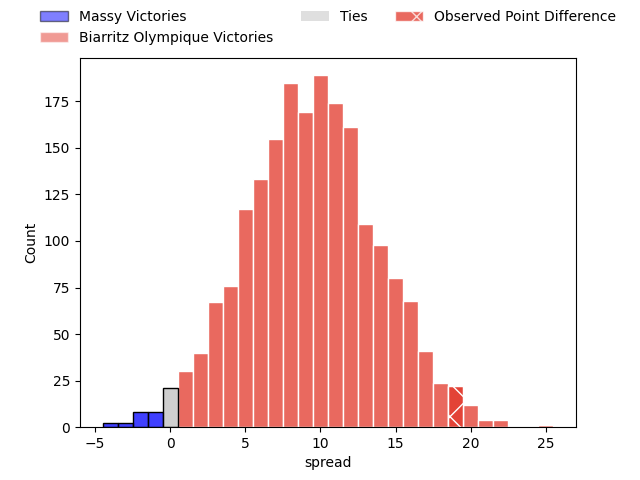 Massy Victories
Biarritz Olympique Victories
Ties
Observed Point Difference
Count
175
150
125
100
75
50
25
0
−5
0
5
10
15
20
25
spread